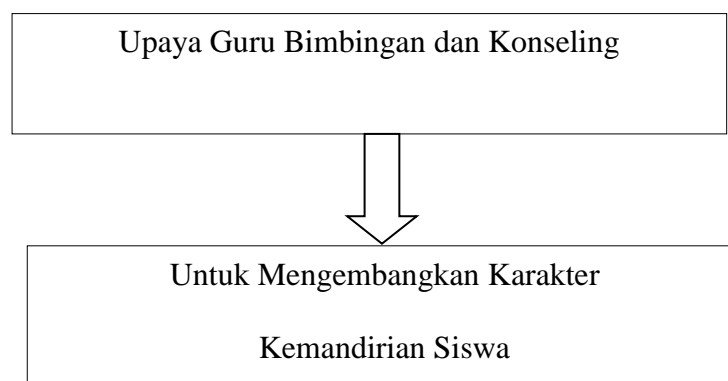 Upaya Guru Bimbingan dan Konseling
Untuk Mengembangkan Karakter
Kemandirian Siswa